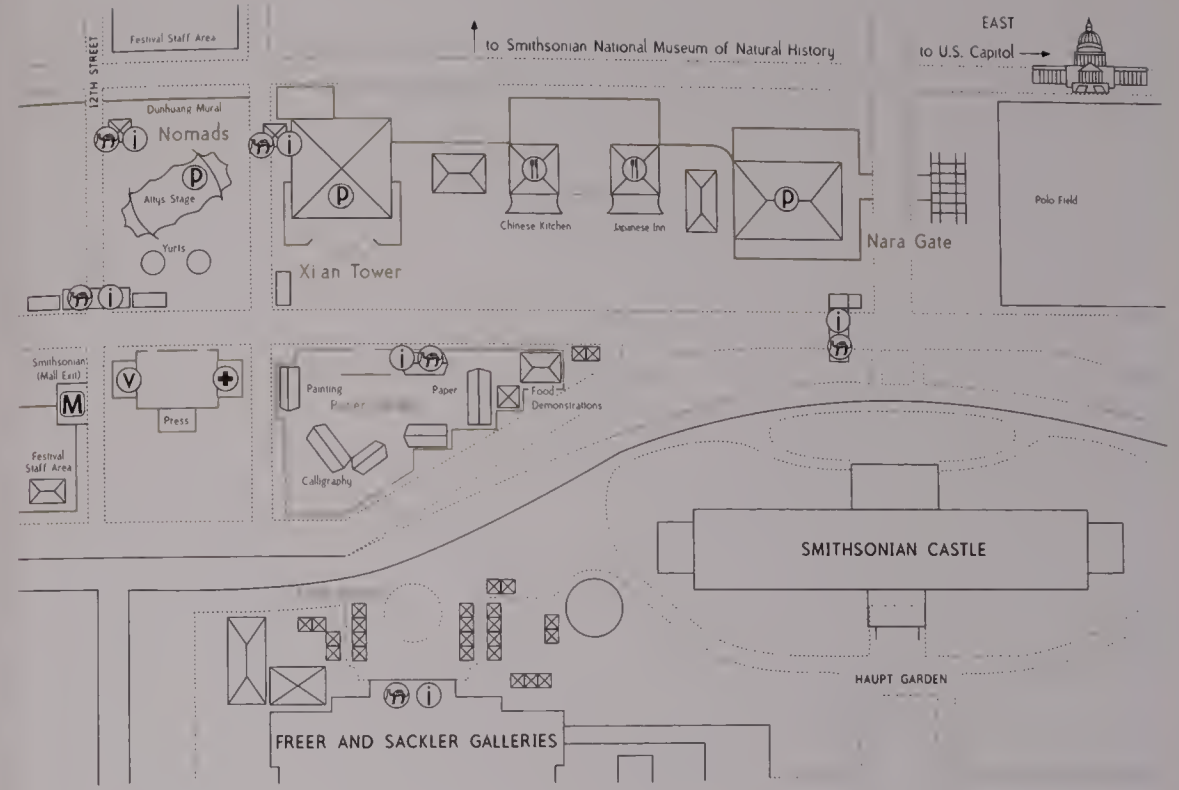 EAST
to Smithsonian National Museum of Natural History
to U.S. Capitol
Festival Staff Area
12TH STREET
Dunhuang Mural
i
i
Nomads
P
Altys Stage
Yurts
i
P
Xi an Tower
Chinese Kitchen
Japanese Inn
P
Nara Gate
Polo Field
i
Smithsonian
(Mall Exit)
M
V
Press
Festival
Staff Area
i
Painting
Paper
Food
Demonstrations
Calligraphy
SMITHSONIAN CASTLE
HAUPT GARDEN
i
FREER AND SACKLER GALLERIES